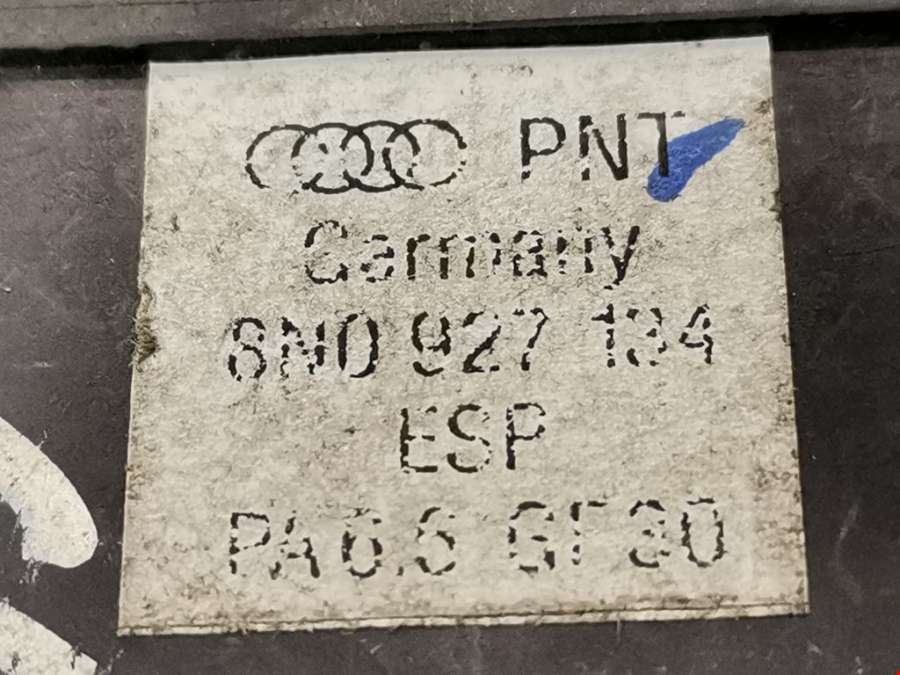 PNT
Germany
8N0 927 134
ESP
PA6.6 GF30